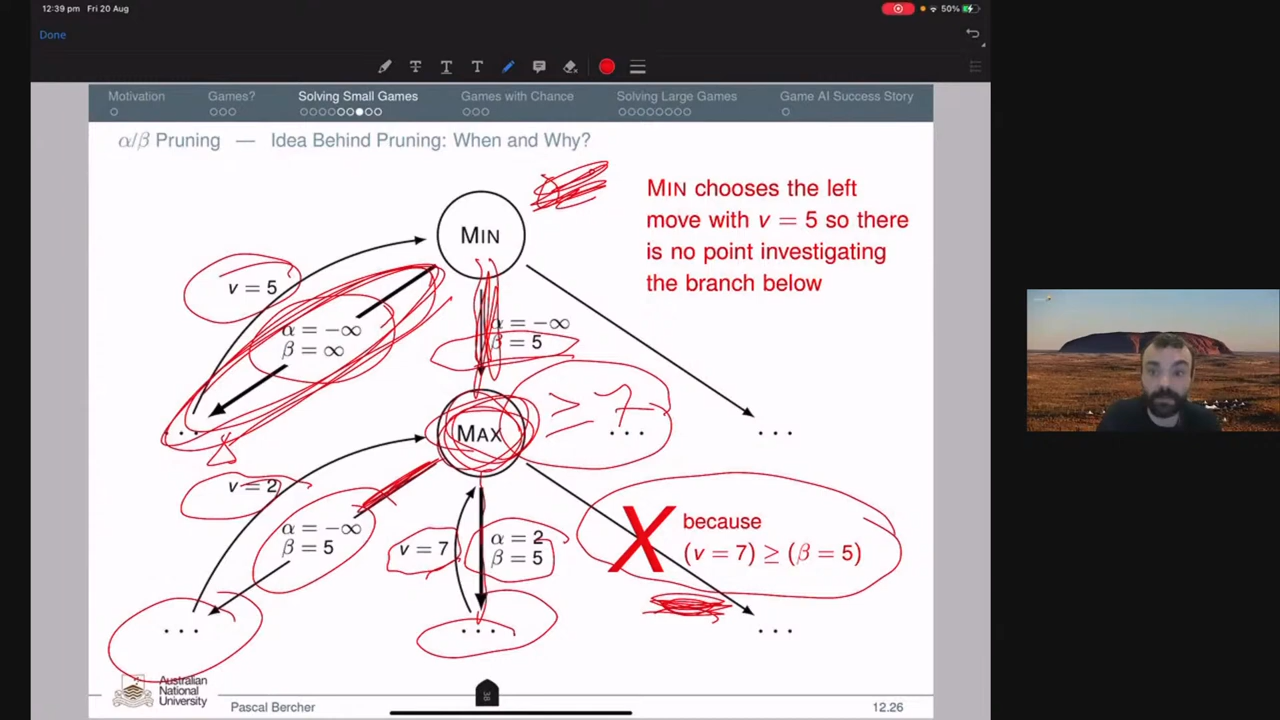 12:39 pm Fri 20 Aug
50%
Done
Motivation Games? Solving Small Games Games with Chance Solving Large Games Game AI Success Story
α/β Pruning — Idea Behind Pruning: When and Why?
MIN
MIN chooses the left
move with v = 5 so there
is no point investigating
the branch below
v = 5
α = −∞
β = ∞
α = −∞
β = 5
≥ 7
. . .
MAX
. . .
. . .
v = 2
α = −∞
β = 5
v = 7
α = 2
β = 5
X because
(v = 7) ≥ (β = 5)
. . .
. . .
. . .
Australian
National
University
Pascal Bercher
38
12.26